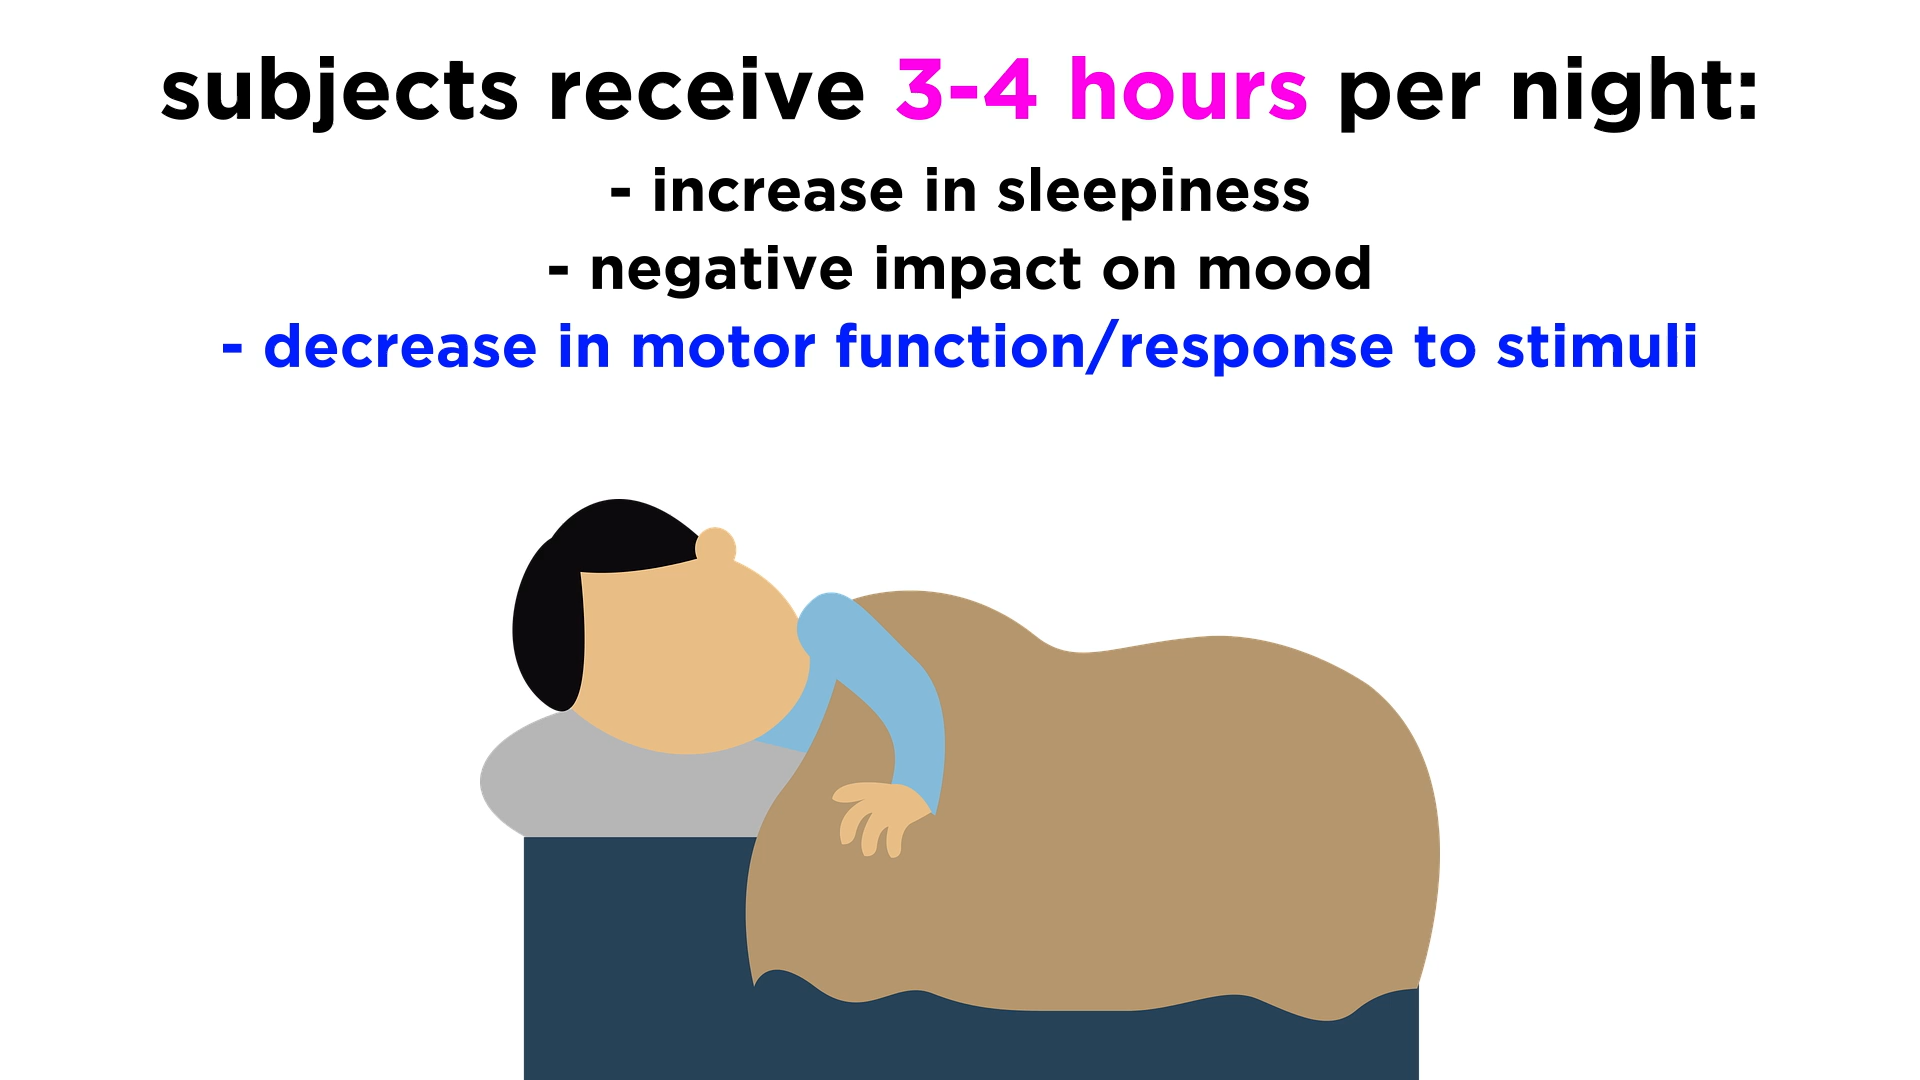 subjects receive 3-4 hours per night:
- increase in sleepiness
- negative impact on mood
- decrease in motor function/response to stimuli